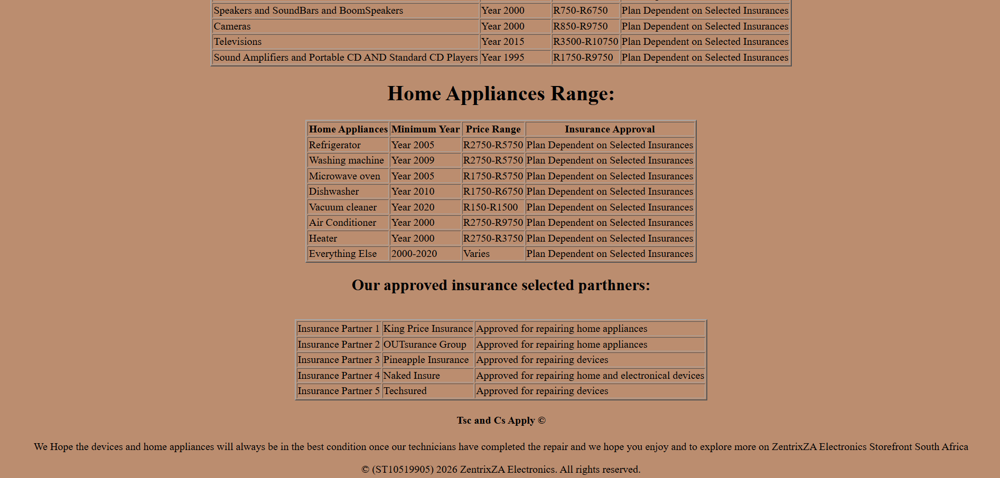 Speakers and SoundBars and BoomSpeakers Year 2000 R750-R6750 Plan Dependent on Selected Insurances
Cameras Year 2000 R850-R9750 Plan Dependent on Selected Insurances
Televisions Year 2015 R3500-R10750 Plan Dependent on Selected Insurances
Sound Amplifiers and Portable CD AND Standard CD Players Year 1995 R1750-R9750 Plan Dependent on Selected Insurances
Home Appliances Range:
Home Appliances Minimum Year Price Range Insurance Approval
Refrigerator Year 2005 R2750-R5750 Plan Dependent on Selected Insurances
Washing machine Year 2009 R2750-R5750 Plan Dependent on Selected Insurances
Microwave oven Year 2005 R1750-R5750 Plan Dependent on Selected Insurances
Dishwasher Year 2010 R1750-R6750 Plan Dependent on Selected Insurances
Vacuum cleaner Year 2020 R150-R1500 Plan Dependent on Selected Insurances
Air Conditioner Year 2000 R2750-R9750 Plan Dependent on Selected Insurances
Heater Year 2000 R2750-R3750 Plan Dependent on Selected Insurances
Everything Else 2000-2020 Varies Plan Dependent on Selected Insurances
Our approved insurance selected parthners:
Insurance Partner 1 King Price Insurance Approved for repairing home appliances
Insurance Partner 2 OUTsurance Group Approved for repairing home appliances
Insurance Partner 3 Pineapple Insurance Approved for repairing devices
Insurance Partner 4 Naked Insure Approved for repairing home and electronical devices
Insurance Partner 5 Techsured Approved for repairing devices
Tsc and Cs Apply ©
We Hope the devices and home appliances will always be in the best condition once our technicians have completed the repair and we hope you enjoy and to explore more on ZentrixZA Electronics Storefront South Africa
© (ST10519905) 2026 ZentrixZA Electronics. All rights reserved.